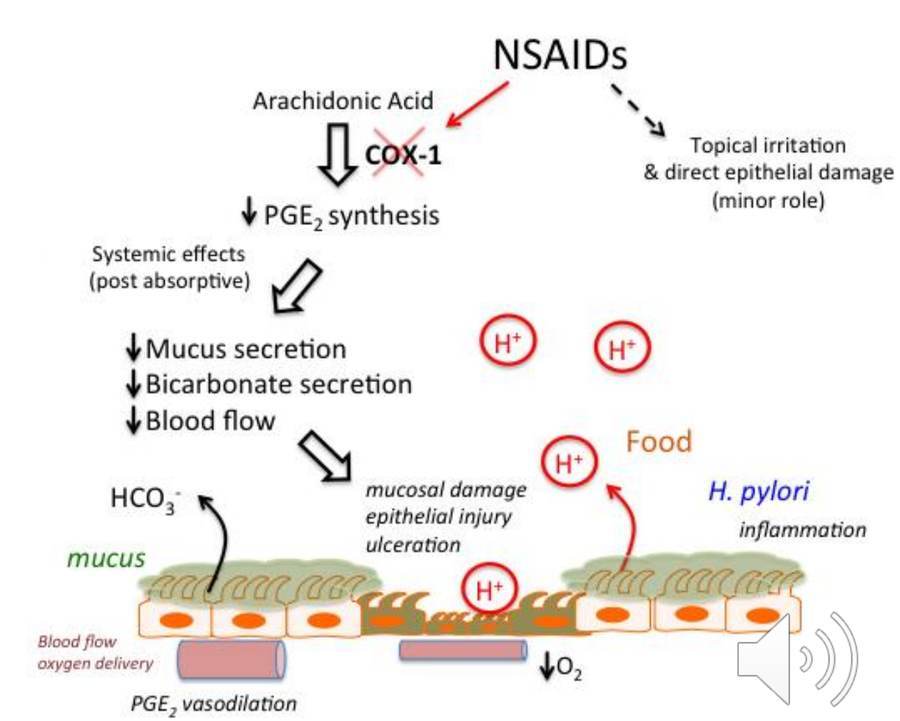 NSAIDs
Arachidonic Acid
COX-1
Topical irritation
& direct epithelial damage
(minor role)
↓ PGE₂ synthesis
Systemic effects
(post absorptive)
↓Mucus secretion
↓Bicarbonate secretion
↓Blood flow
H⁺
H⁺
H⁺
Food
HCO₃⁻
mucosal damage
epithelial injury
ulceration
H. pylori
inflammation
mucus
H⁺
Blood flow
oxygen delivery
↓O₂
PGE₂ vasodilation